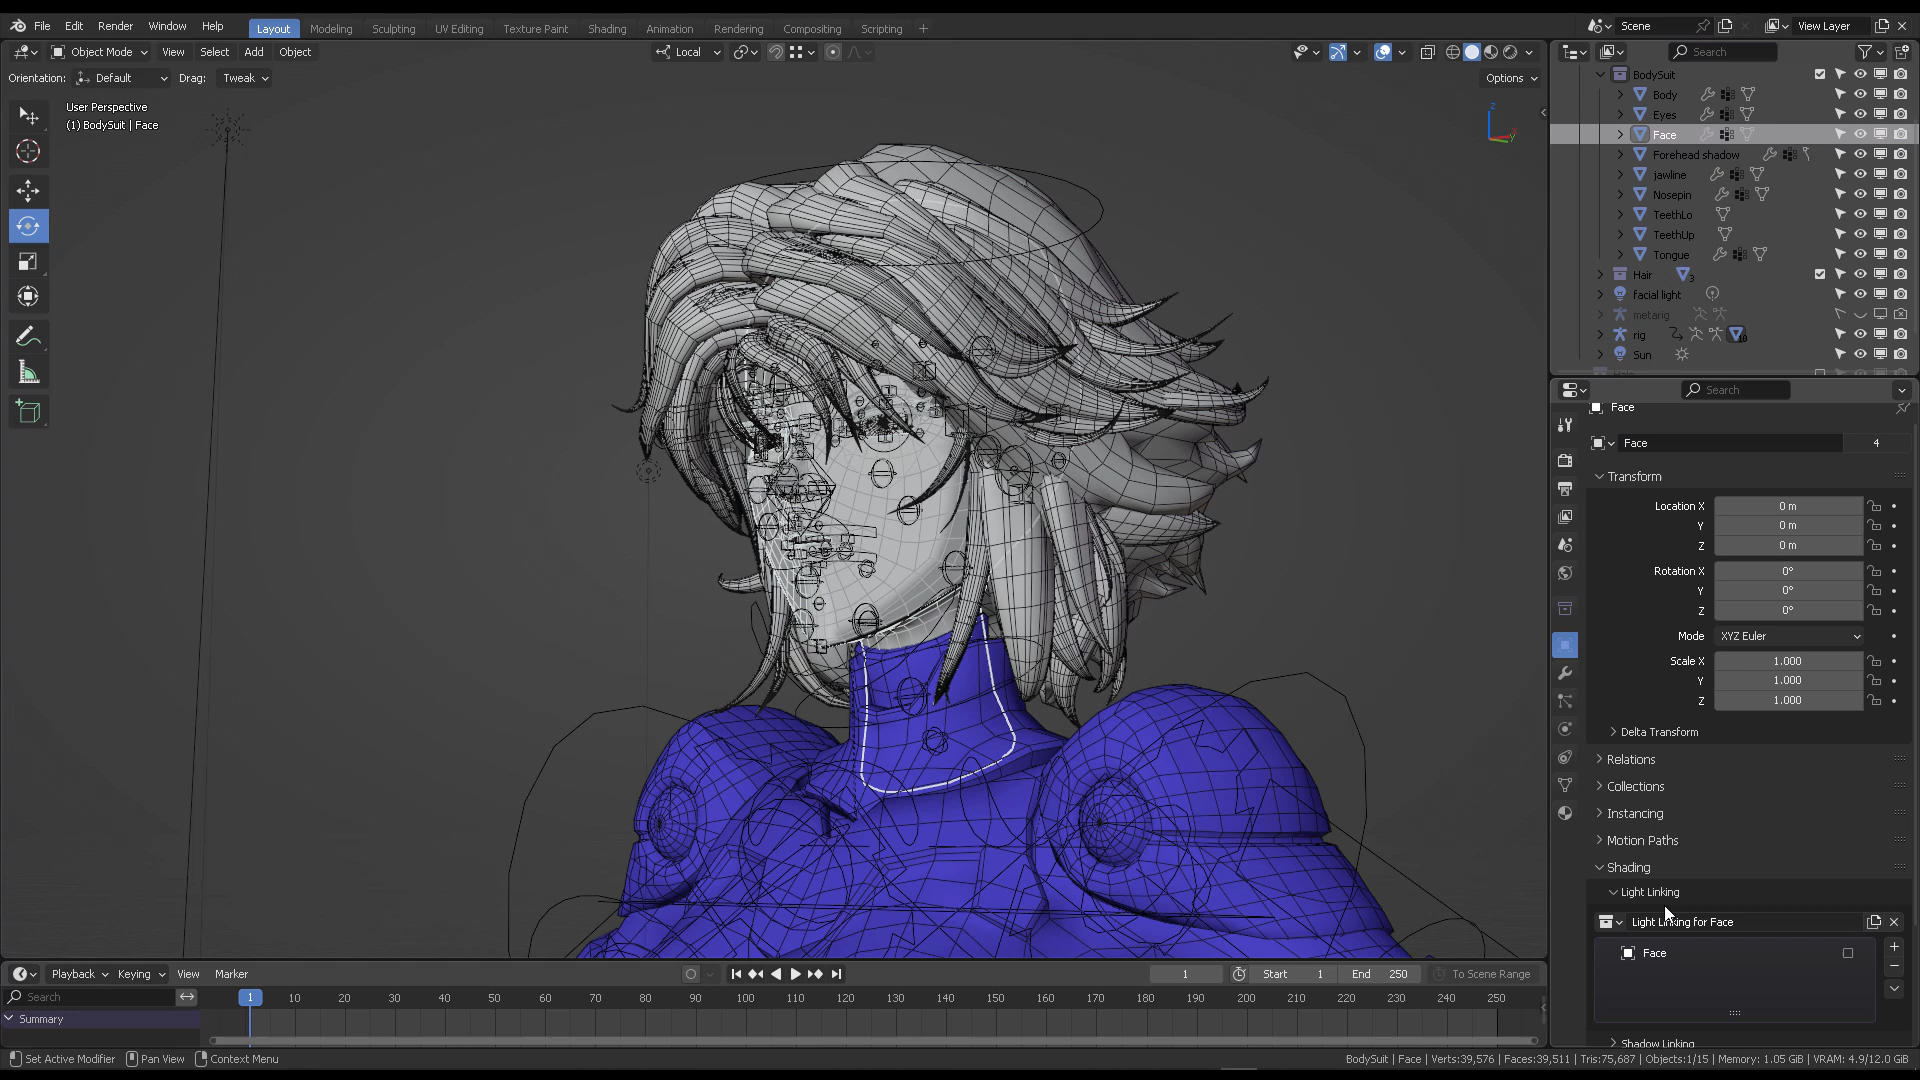 File Edit Render Window Help Layout Modeling Sculpting UV Editing Texture Paint Shading Animation Rendering Compositing Scripting + Scene View Layer
Object Mode View Select Add Object Local Search
Orientation: Default Drag: Tweak Options
User Perspective
(1) BodySuit | Face
Z
Y
BodySuit
Body
Eyes
Face
Forehead shadow
jawline
Nosepin
TeethLo
TeethUp
Tongue
Hair 3
facial light
metarig
rig 10
Sun
Search
Face
Face 4
Transform
Location X 0 m
Y 0 m
Z 0 m
Rotation X 0°
Y 0°
Z 0°
Mode XYZ Euler
Scale X 1.000
Y 1.000
Z 1.000
Delta Transform
Relations
Collections
Instancing
Motion Paths
Shading
Light Linking
Light Linking for Face
Face
Shadow Linking
Playback Keying View Marker 1 Start 1 End 250 To Scene Range
Search 1 10 20 30 40 50 60 70 80 90 100 110 120 130 140 150 160 170 180 190 200 210 220 230 240 250
Summary
Set Active Modifier Pan View Context Menu BodySuit | Face | Verts:39,576 | Faces:39,511 | Tris:75,687 | Objects:1/15 | Memory: 1.05 GiB | VRAM: 4.9/12.0 GiB